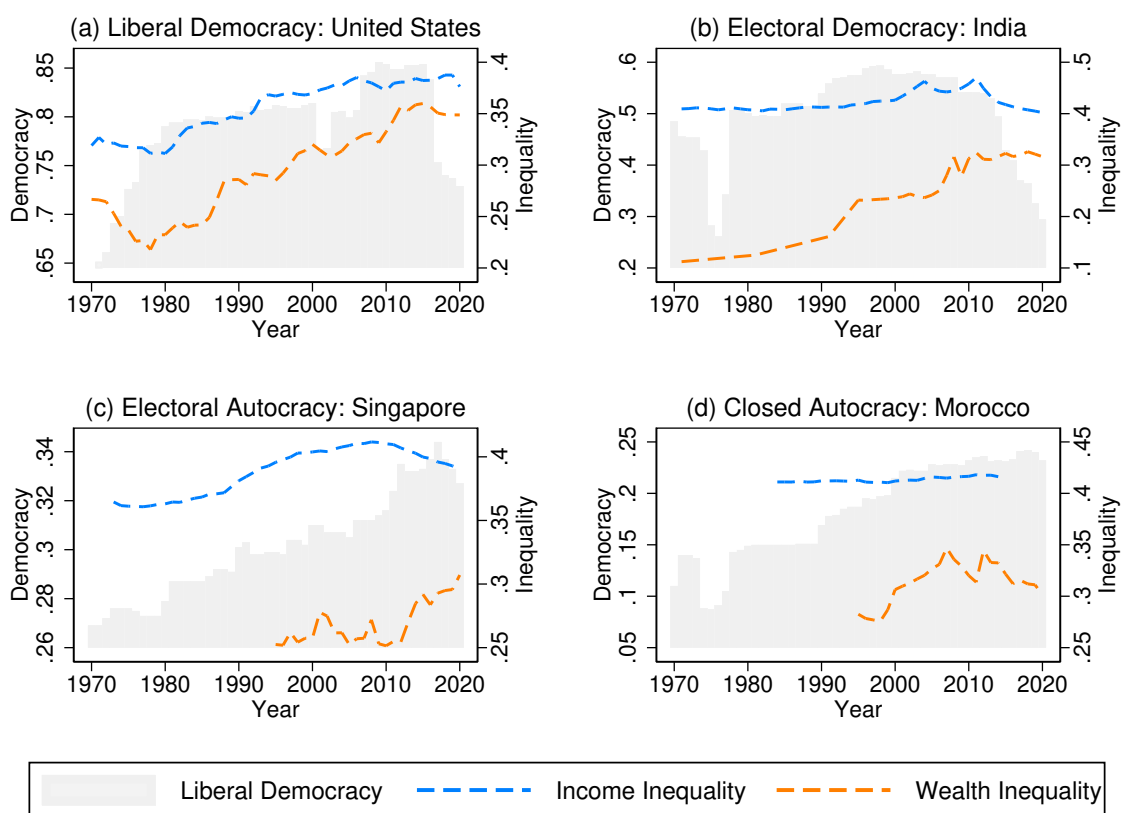 (a) Liberal Democracy: United States
.85
.8
.75
.7
.65
Democracy
.4
.35
.3
.25
.2
Inequality
1970 1980 1990 2000 2010 2020
Year
(b) Electoral Democracy: India
.6
.5
.4
.3
.2
Democracy
.5
.4
.3
.2
.1
Inequality
1970 1980 1990 2000 2010 2020
Year
(c) Electoral Autocracy: Singapore
.34
.32
.3
.28
.26
Democracy
.4
.35
.3
.25
Inequality
1970 1980 1990 2000 2010 2020
Year
(d) Closed Autocracy: Morocco
.25
.2
.15
.1
.05
Democracy
.45
.4
.35
.3
.25
Inequality
1970 1980 1990 2000 2010 2020
Year
Liberal Democracy Income Inequality Wealth Inequality